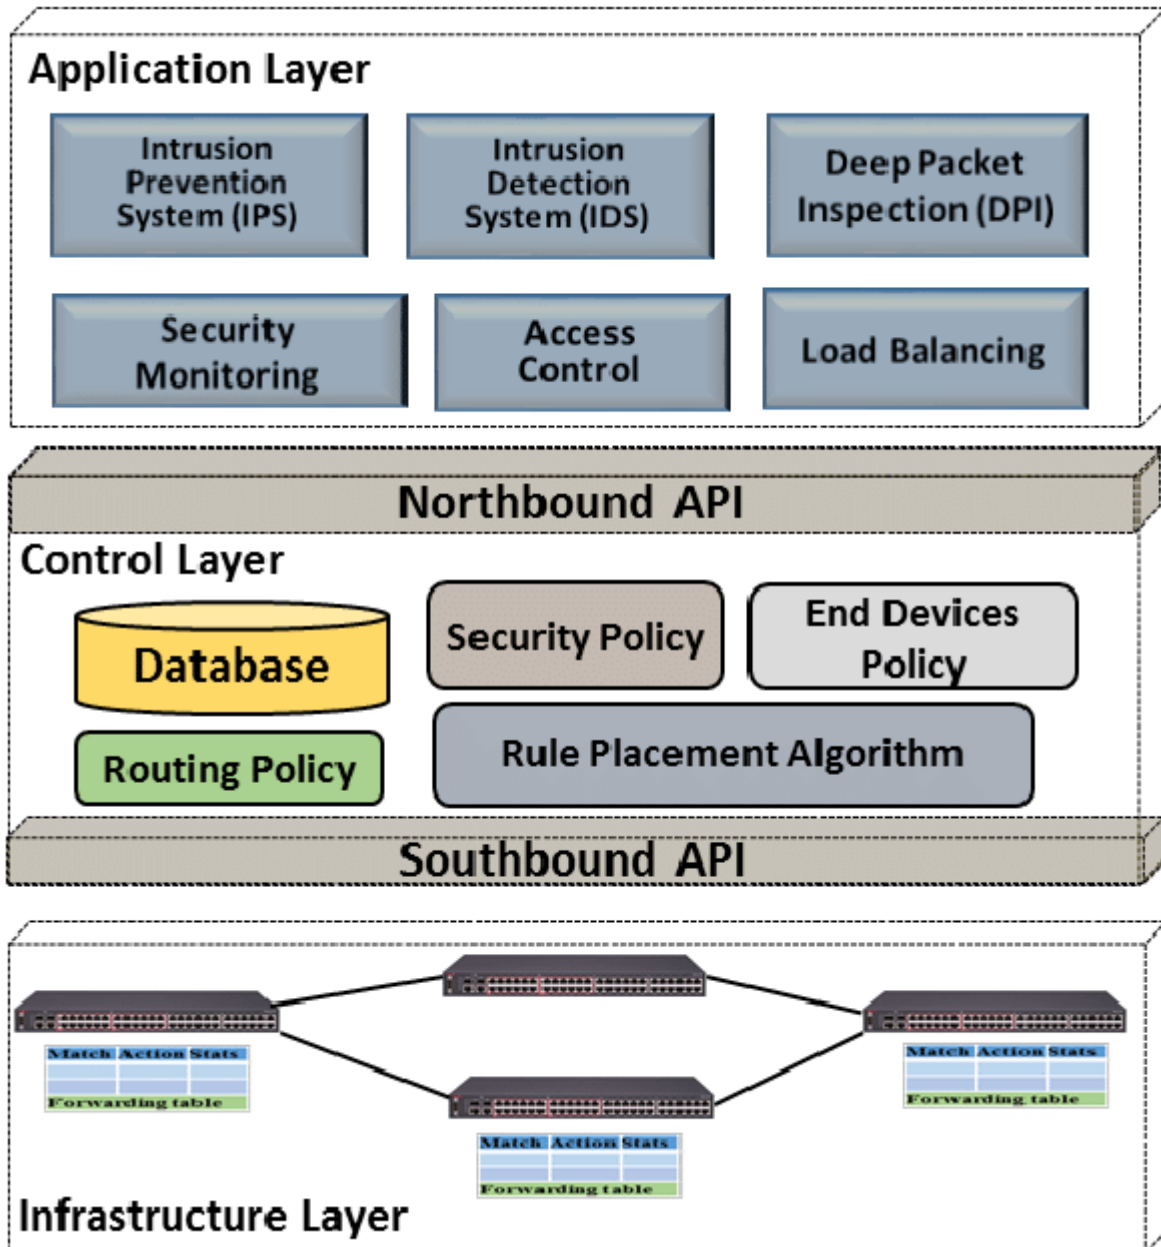 Application Layer
Intrusion
Prevention
System (IPS)
Intrusion
Detection
System (IDS)
Deep Packet
Inspection (DPI)
Security
Monitoring
Access
Control
Load Balancing
Northbound API
Control Layer
Database
Security Policy
End Devices
Policy
Routing Policy
Rule Placement Algorithm
Southbound API
Match Action Stats
Forwarding table
Match Action Stats
Forwarding table
Match Action Stats
Forwarding table
Infrastructure Layer